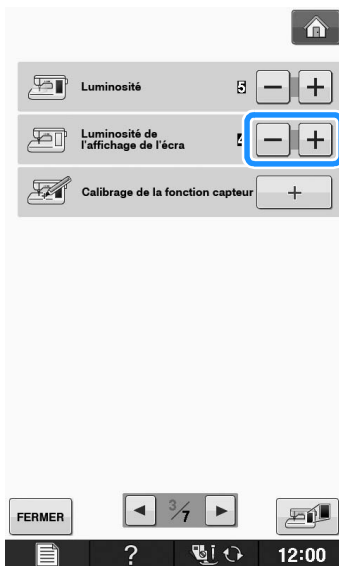 Luminosité 5 − +
Luminosité de
l'affichage de l'écra − +
Calibrage de la fonction capteur +
FERMER 3/7
? 12:00